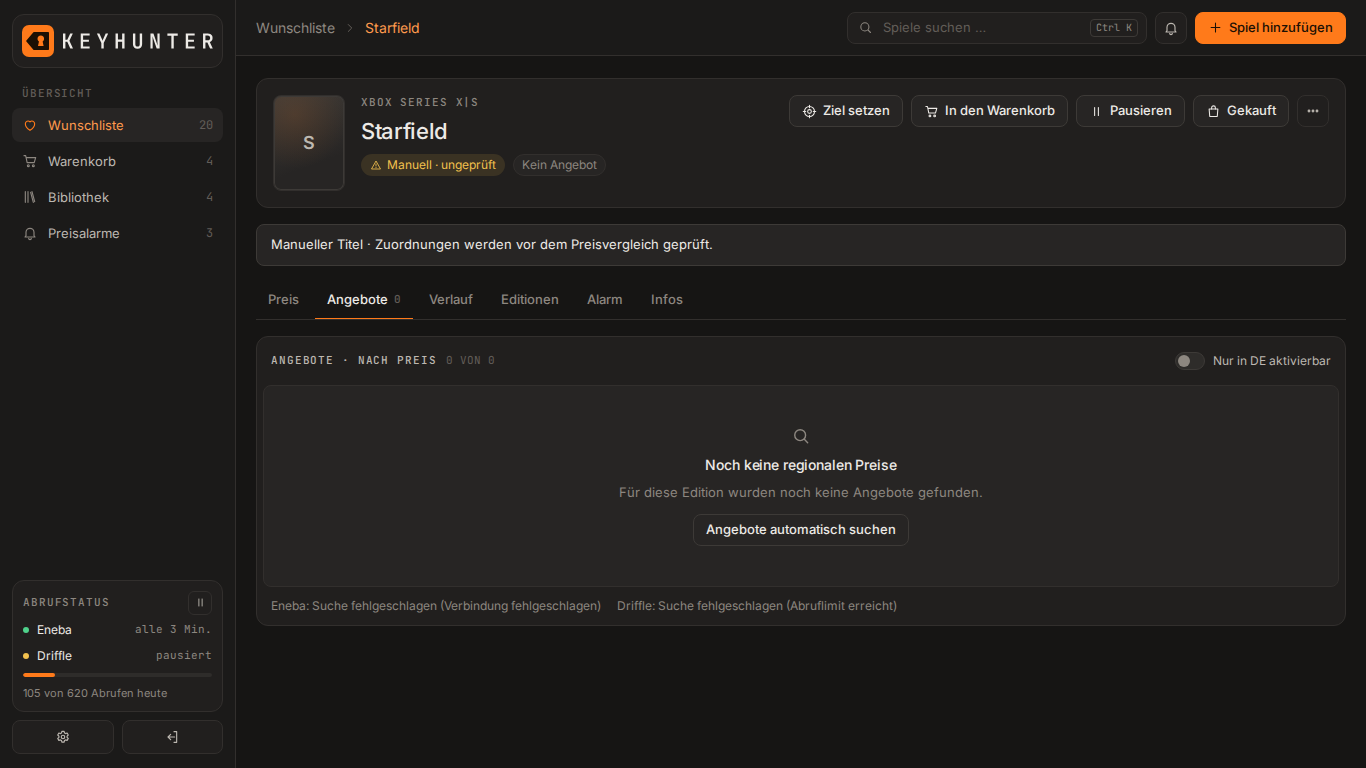 KEYHUNTER
ÜBERSICHT
Wunschliste 20
Warenkorb 4
Bibliothek 4
Preisalarme 3
ABRUFSTATUS
Eneba alle 3 Min.
Driffle pausiert
105 von 620 Abrufen heute
Wunschliste > Starfield
Spiele suchen ... Ctrl K
Spiel hinzufügen
S
XBOX SERIES X|S
Starfield
Manuell · ungeprüft Kein Angebot
Ziel setzen In den Warenkorb Pausieren Gekauft
Manueller Titel · Zuordnungen werden vor dem Preisvergleich geprüft.
Preis Angebote 0 Verlauf Editionen Alarm Infos
ANGEBOTE · NACH PREIS 0 VON 0 Nur in DE aktivierbar
Noch keine regionalen Preise
Für diese Edition wurden noch keine Angebote gefunden.
Angebote automatisch suchen
Eneba: Suche fehlgeschlagen (Verbindung fehlgeschlagen) Driffle: Suche fehlgeschlagen (Abruflimit erreicht)